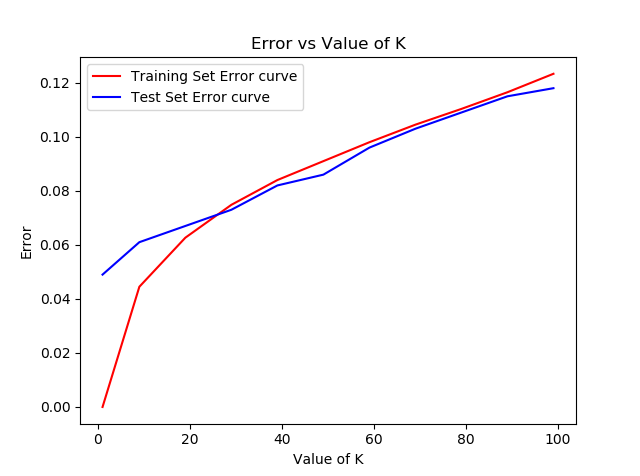 Error vs Value of K
Training Set Error curve
Test Set Error curve
0.12
0.10
0.08
0.06
0.04
0.02
0.00
Error
0
20
40
60
80
100
Value of K